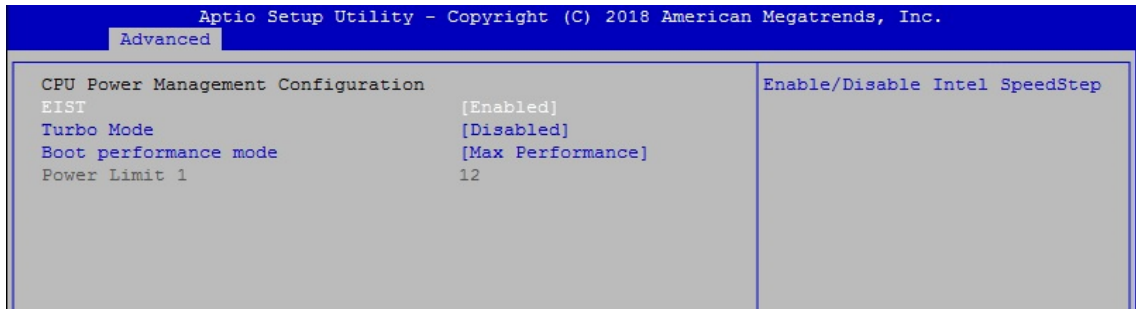 Aptio Setup Utility - Copyright (C) 2018 American Megatrends, Inc.
Advanced
CPU Power Management Configuration
EIST [Enabled]
Turbo Mode [Disabled]
Boot performance mode [Max Performance]
Power Limit 1 12
Enable/Disable Intel SpeedStep